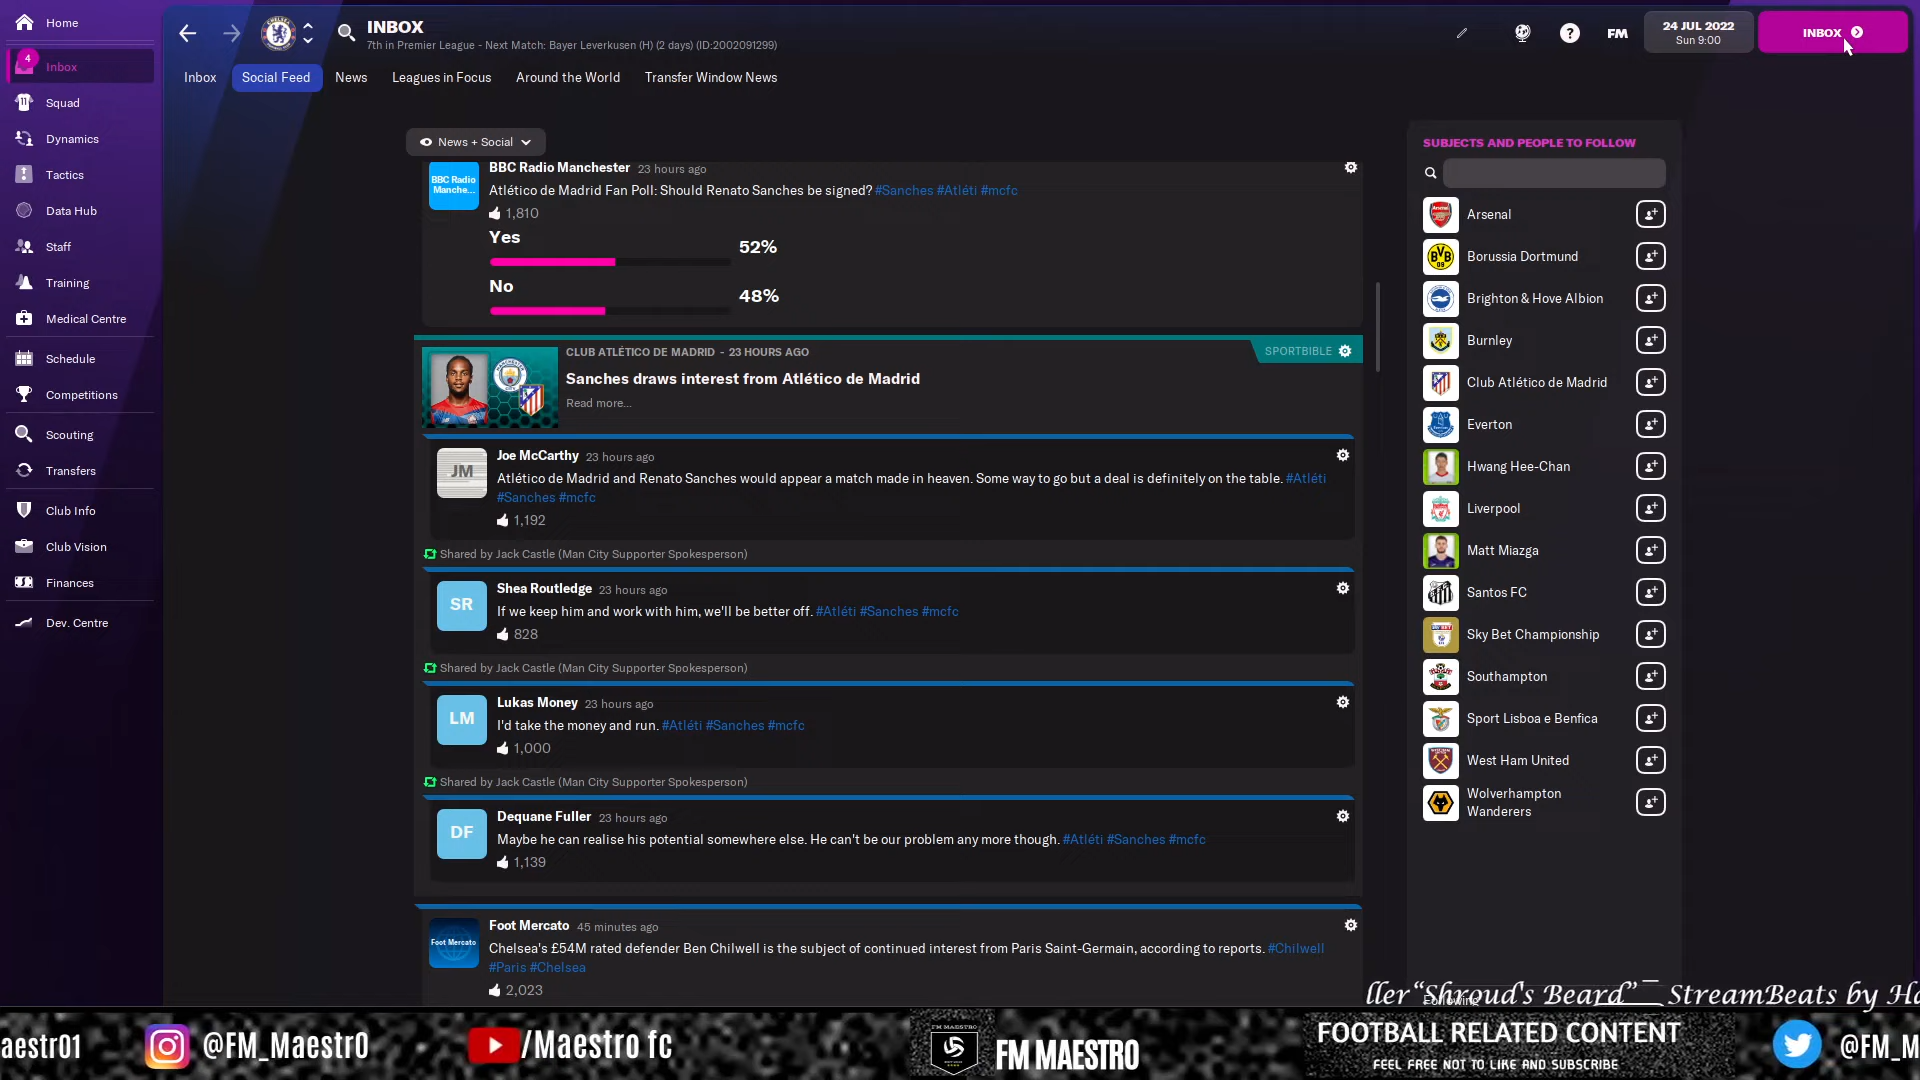 Home
4
Inbox
Squad
Dynamics
Tactics
Data Hub
Staff
Training
Medical Centre
Schedule
Competitions
Scouting
Transfers
Club Info
Club Vision
Finances
Dev. Centre
INBOX
7th in Premier League - Next Match: Bayer Leverkusen (H) (2 days) (ID:2002091299)
FM
24 JUL 2022
Sun 9:00
INBOX
Inbox Social Feed News Leagues in Focus Around the World Transfer Window News
News + Social
BBC Radio Manche...
BBC Radio Manchester 23 hours ago
Atlético de Madrid Fan Poll: Should Renato Sanches be signed? #Sanches #Atléti #mcfc
1,810
Yes
52%
No
48%
CLUB ATLÉTICO DE MADRID - 23 HOURS AGO
SPORTBIBLE
Sanches draws interest from Atlético de Madrid
Read more...
JM
Joe McCarthy 23 hours ago
Atlético de Madrid and Renato Sanches would appear a match made in heaven. Some way to go but a deal is definitely on the table. #Atléti
#Sanches #mcfc
1,192
Shared by Jack Castle (Man City Supporter Spokesperson)
SR
Shea Routledge 23 hours ago
If we keep him and work with him, we'll be better off. #Atléti #Sanches #mcfc
828
Shared by Jack Castle (Man City Supporter Spokesperson)
LM
Lukas Money 23 hours ago
I'd take the money and run. #Atléti #Sanches #mcfc
1,000
Shared by Jack Castle (Man City Supporter Spokesperson)
DF
Dequane Fuller 23 hours ago
Maybe he can realise his potential somewhere else. He can't be our problem any more though. #Atléti #Sanches #mcfc
1,139
Foot Mercato
Foot Mercato 45 minutes ago
Chelsea's £54M rated defender Ben Chilwell is the subject of continued interest from Paris Saint-Germain, according to reports. #Chilwell
#Paris #Chelsea
2,023
SUBJECTS AND PEOPLE TO FOLLOW
Arsenal
Borussia Dortmund
Brighton & Hove Albion
Burnley
Club Atlético de Madrid
Everton
Hwang Hee-Chan
Liverpool
Matt Miazga
Santos FC
Sky Bet Championship
Southampton
Sport Lisboa e Benfica
West Ham United
Wolverhampton
Wanderers
Following
ller "Shroud's Beard" – StreamBeats by Ha
aestr01
@FM_Maestr0
/Maestro fc
FM MAESTRO
FM MAESTRO
FOOTBALL RELATED CONTENT
FEEL FREE NOT TO LIKE AND SUBSCRIBE
@FM_M